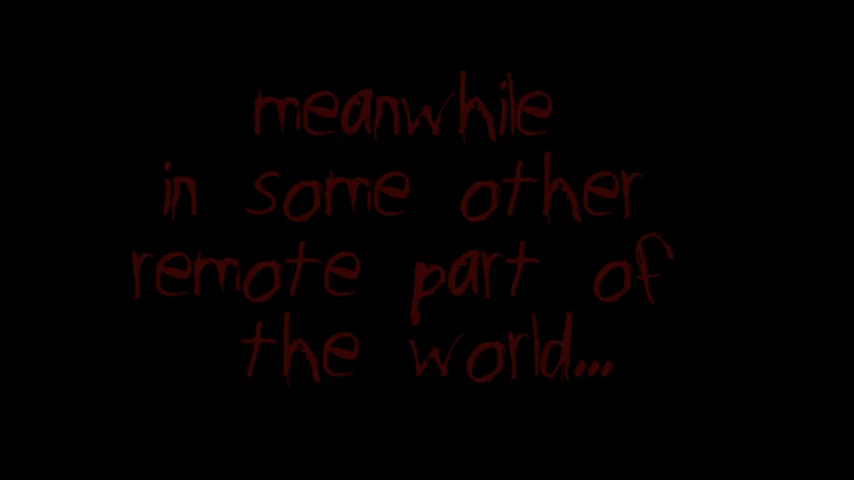 meanwhile
in some other
remote part of
the world...